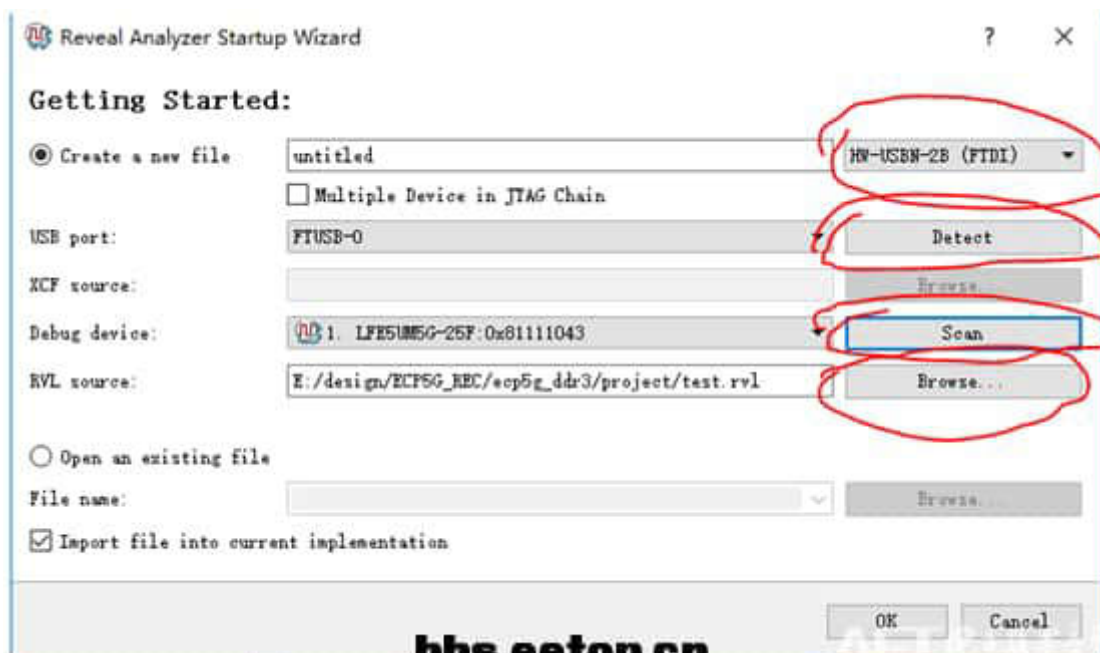 Reveal Analyzer Startup Wizard
Getting Started:
Create a new file untitled HW-USBN-2B (FTDI)
Multiple Device in JTAG Chain
USB port: FTUSB-0 Detect
XCF source: Browse...
Debug device: 1. LFE5UM5G-25F:0x81111043 Scan
RVL source: E:/design/ECP5G_REC/ecp5g_ddr3/project/test.rvl Browse...
Open an existing file
File name: Browse...
Import file into current implementation
OK Cancel
bbs.eetop.cn